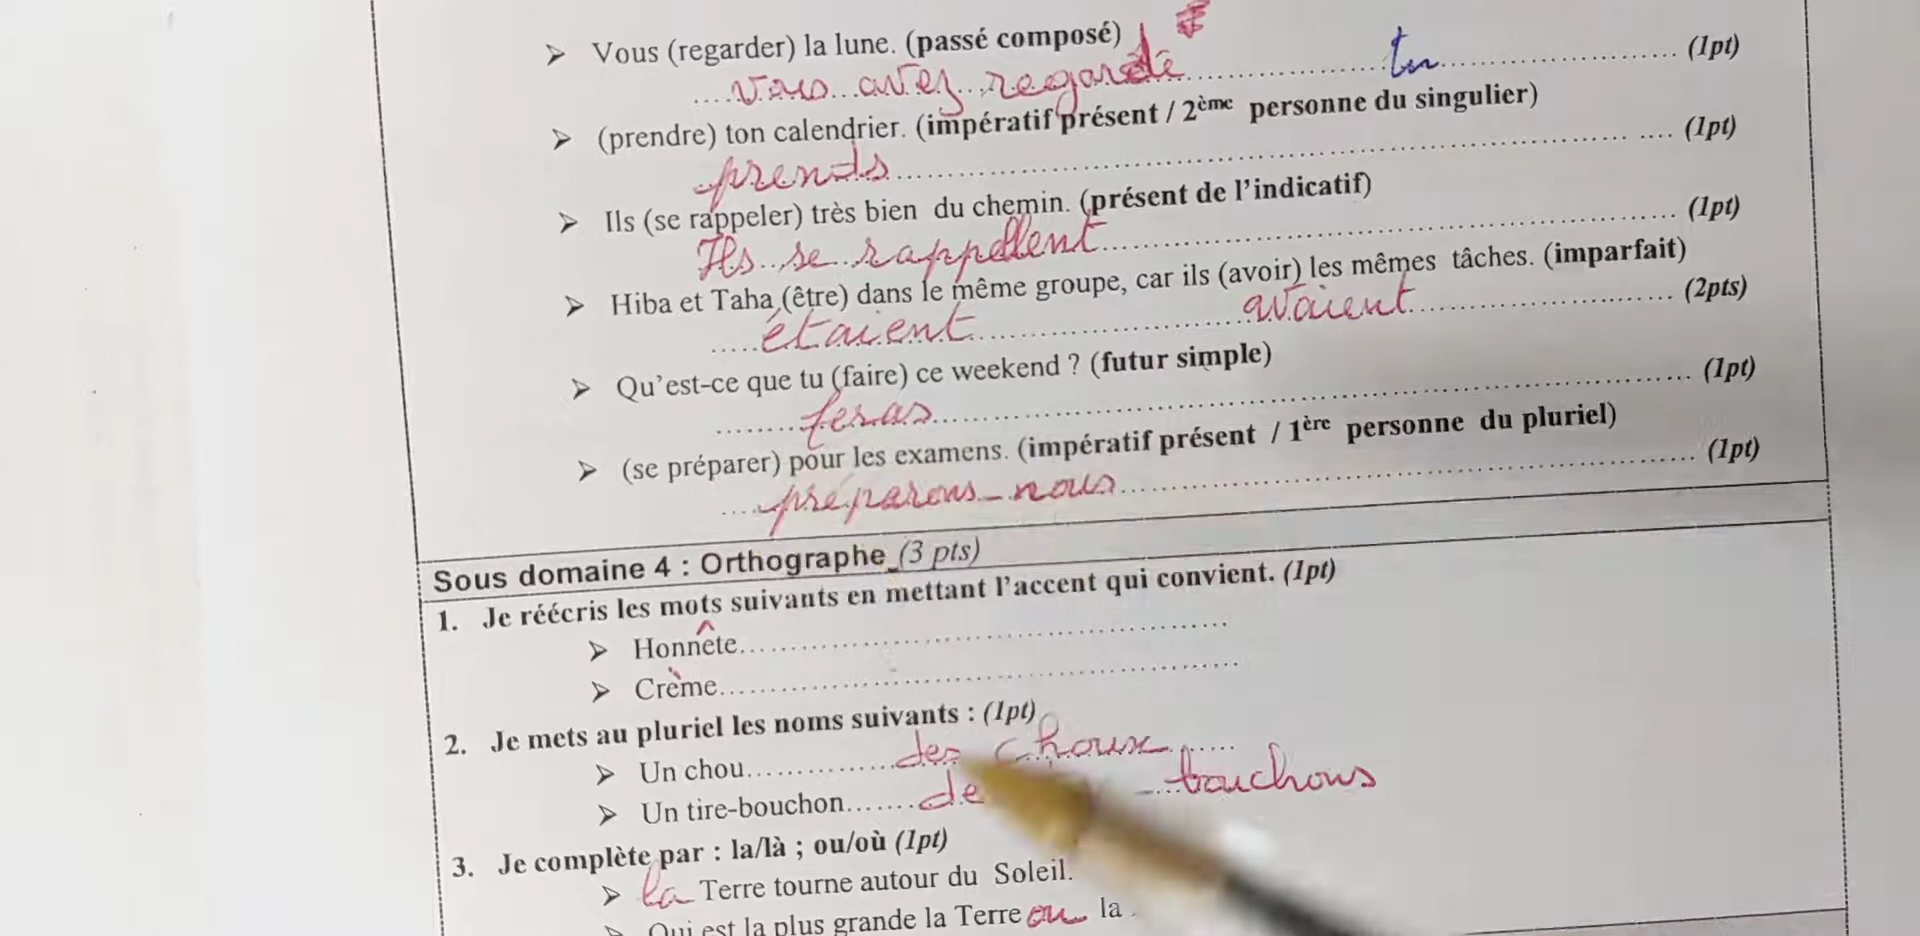 ➢ Vous (regarder) la lune. (passé composé)
....vous avez regardé.......... tu .......... (1pt)
➢ (prendre) ton calendrier. (impératif présent / 2ème personne du singulier)
prends.......... (1pt)
➢ Ils (se rappeler) très bien du chemin. (présent de l'indicatif)
Ils se rappellent.......... (1pt)
➢ Hiba et Taha (être) dans le même groupe, car ils (avoir) les mêmes tâches. (imparfait)
.....étaient.......... avaient.......... (2pts)
➢ Qu'est-ce que tu (faire) ce weekend ? (futur simple)
........feras.......... (1pt)
➢ (se préparer) pour les examens. (impératif présent / 1ère personne du pluriel)
....préparons-nous.......... (1pt)
Sous domaine 4 : Orthographe (3 pts)
1. Je réécris les mots suivants en mettant l'accent qui convient. (1pt)
➢ Honnête..........
➢ Crème..........
2. Je mets au pluriel les noms suivants : (1pt)
➢ Un chou..........des choux.....
➢ Un tire-bouchon.......de - bouchons
3. Je complète par : la/là ; ou/où (1pt)
➢ la Terre tourne autour du Soleil.
➢ Qui est la plus grande la Terre ou la